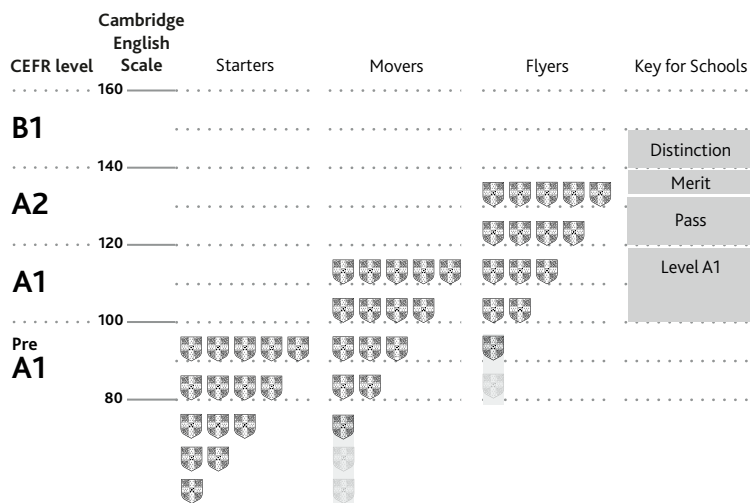 Cambridge
English
CEFR level Scale Starters Movers Flyers Key for Schools
160
B1
Distinction
140
Merit
A2
Pass
120
Level A1
A1
100
Pre
A1
80